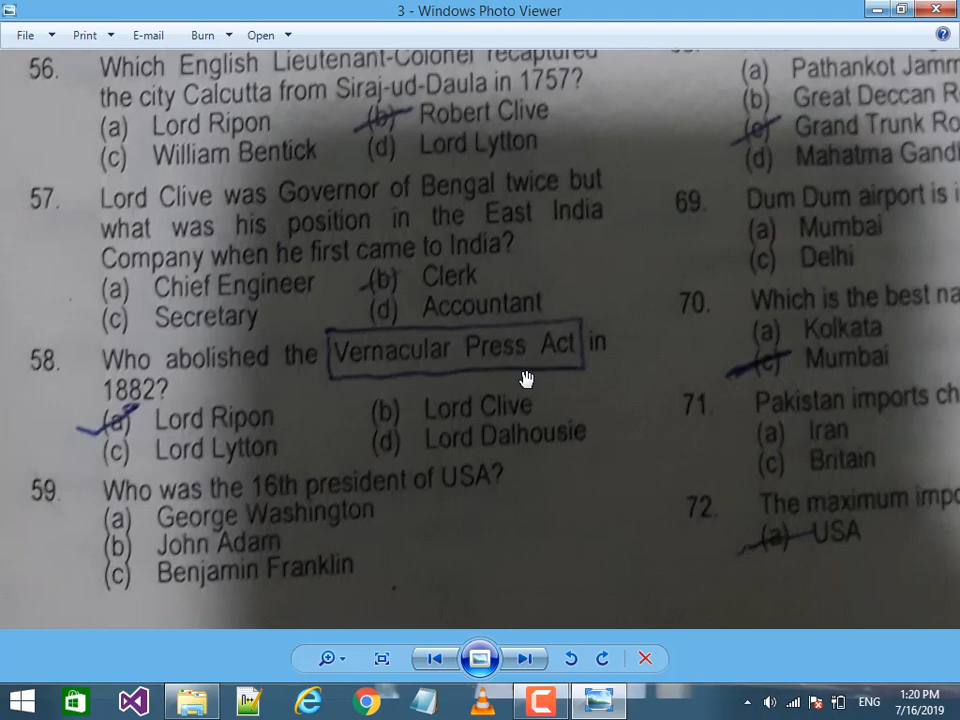 3 - Windows Photo Viewer
File Print E-mail Burn Open
56. Which English Lieutenant-Colonel recaptured
the city Calcutta from Siraj-ud-Daula in 1757?
(a) Lord Ripon (b) Robert Clive
(c) William Bentick (d) Lord Lytton
57. Lord Clive was Governor of Bengal twice but
what was his position in the East India
Company when he first came to India?
(a) Chief Engineer (b) Clerk
(c) Secretary (d) Accountant
58. Who abolished the Vernacular Press Act in
1882?
(a) Lord Ripon (b) Lord Clive
(c) Lord Lytton (d) Lord Dalhousie
59. Who was the 16th president of USA?
(a) George Washington
(b) John Adam
(c) Benjamin Franklin
(a) Pathankot Jamm
(b) Great Deccan R
(c) Grand Trunk Ro
(d) Mahatma Gandh
69. Dum Dum airport is i
(a) Mumbai
(c) Delhi
70. Which is the best na
(a) Kolkata
(c) Mumbai
71. Pakistan imports ch
(a) Iran
(c) Britain
72. The maximum impo
(a) USA
ENG
1:20 PM
7/16/2019